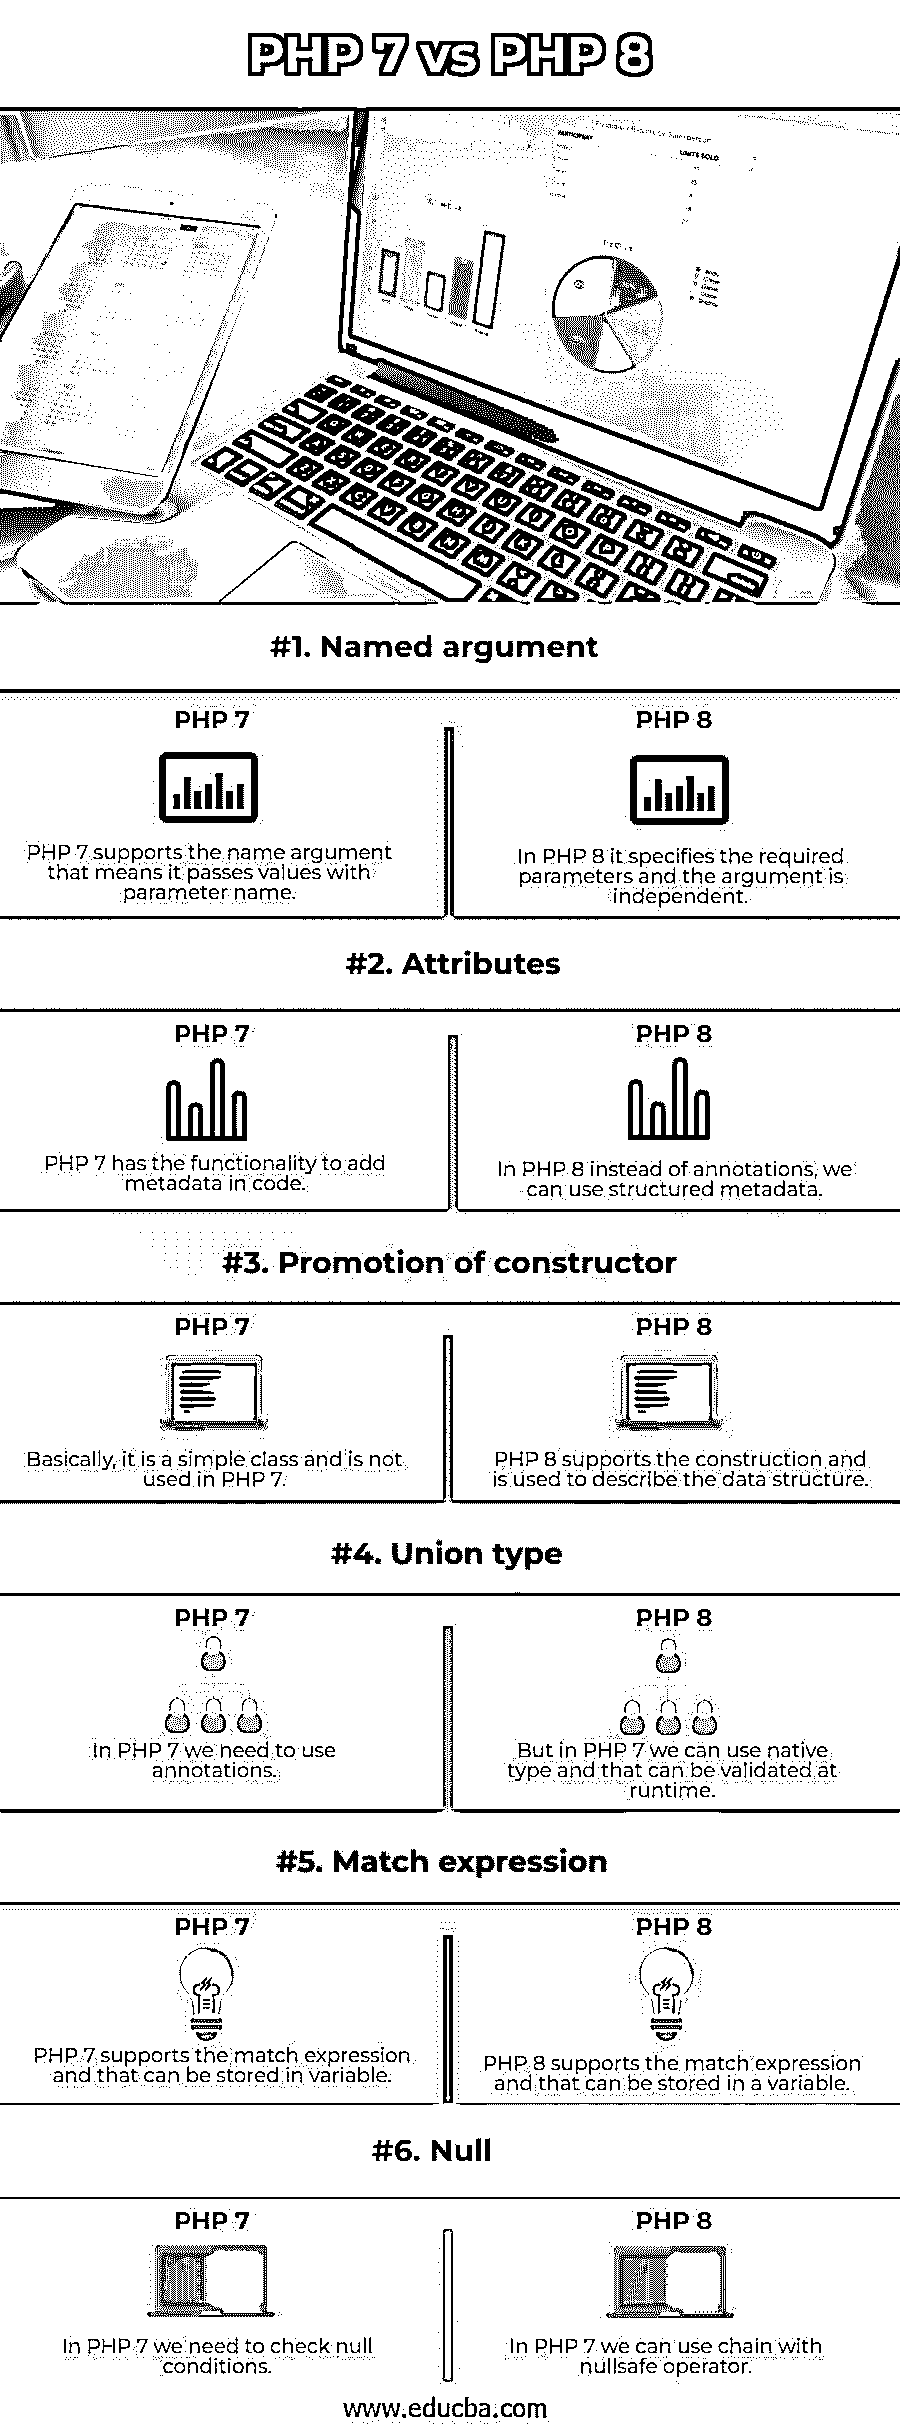 PHP 7 vs PHP 8
PARTICIPANT
UNITS SOLD
#1. Named argument
PHP 7
PHP 7 supports the name argument
that means it passes values with
parameter name.
PHP 8
In PHP 8 it specifies the required
parameters and the argument is
independent.
#2. Attributes
PHP 7
PHP 7 has the functionality to add
metadata in code.
PHP 8
In PHP 8 instead of annotations, we
can use structured metadata.
#3. Promotion of constructor
PHP 7
Basically, it is a simple class and is not
used in PHP 7.
PHP 8
PHP 8 supports the construction and
is used to describe the data structure.
#4. Union type
PHP 7
In PHP 7 we need to use
annotations.
PHP 8
But in PHP 7 we can use native
type and that can be validated at
runtime.
#5. Match expression
PHP 7
PHP 7 supports the match expression
and that can be stored in variable.
PHP 8
PHP 8 supports the match expression
and that can be stored in a variable.
#6. Null
PHP 7
In PHP 7 we need to check null
conditions.
PHP 8
In PHP 7 we can use chain with
nullsafe operator.
www.educba.com